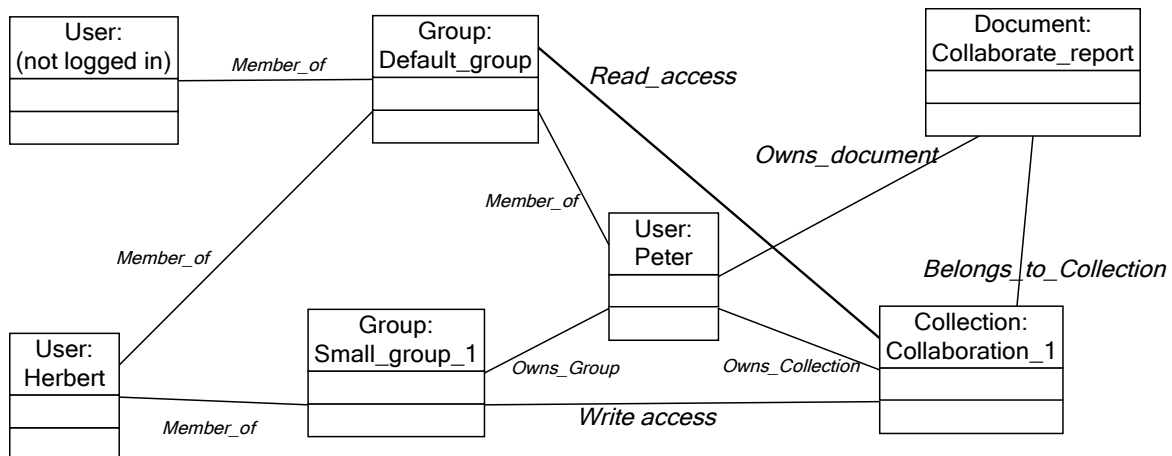 User:
(not logged in)
Member_of
Group:
Default_group
Read_access
Document:
Collaborate_report
Owns_document
Member_of
User:
Peter
Member_of
Belongs_to_Collection
Group:
Small_group_1
Collection:
Collaboration_1
User:
Herbert
Owns_Group
Owns_Collection
Write access
Member_of